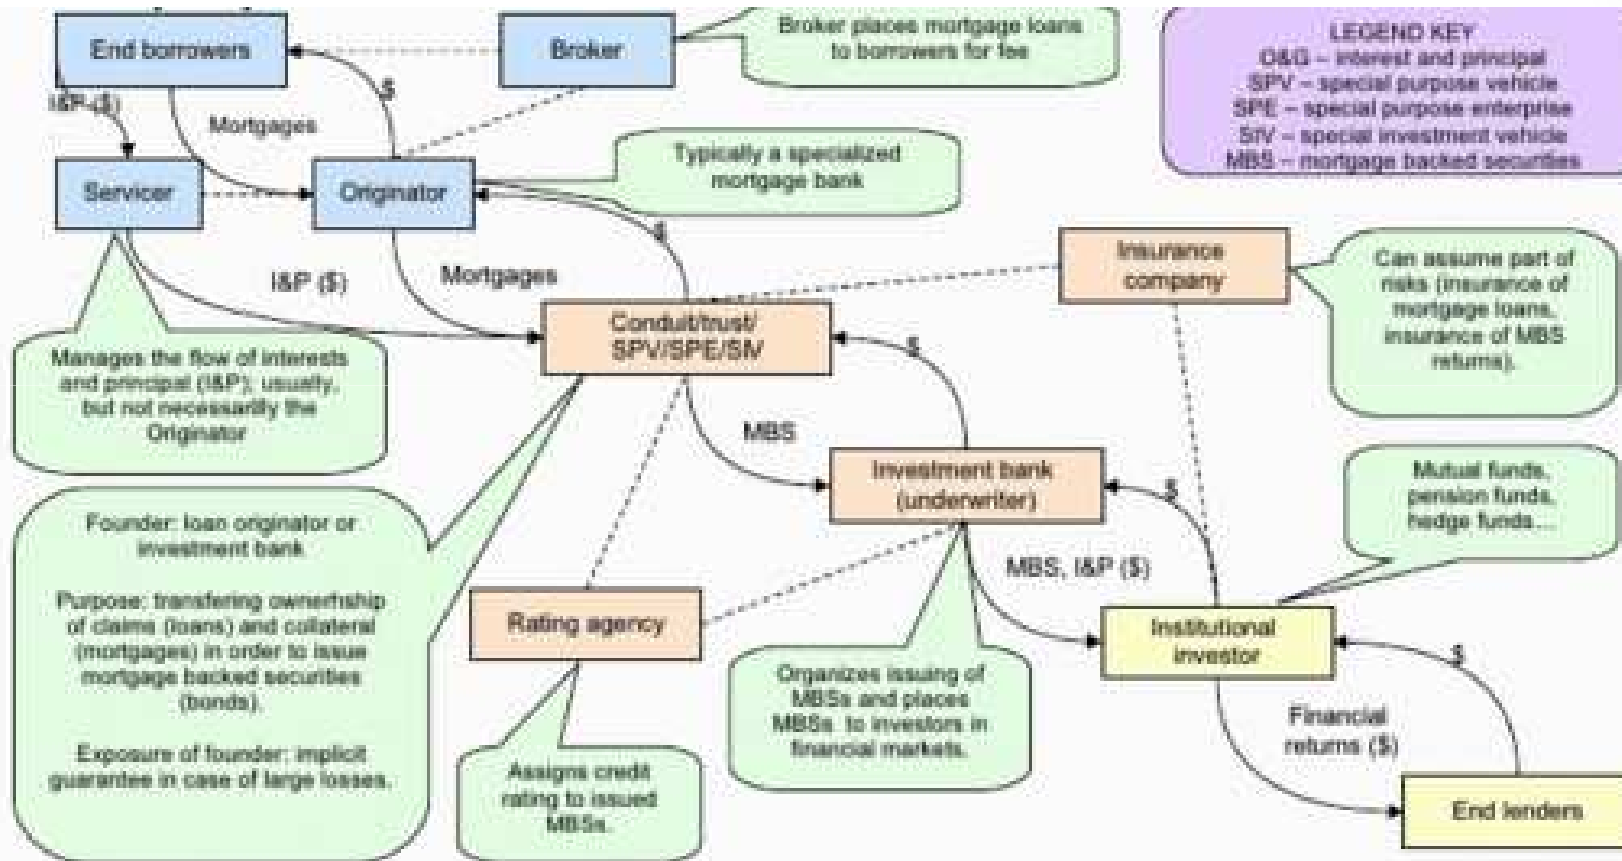 End borrowers
Broker
Broker places mortgage loans
to borrowers for fee
LEGEND KEY
O&G – interest and principal
SPV – special purpose vehicle
SPE – special purpose enterprise
SIV – special investment vehicle
MBS – mortgage backed securities
I&P ($)
$
Mortgages
Servicer
Originator
Typically a specialized
mortgage bank
$
I&P ($)
Mortgages
Insurance
company
Can assume part of
risks (insurance of
mortgage loans,
insurance of MBS
returns).
Conduit/trust/
SPV/SPE/SIV
$
Manages the flow of interests
and principal (I&P); usually,
but not necessarily the
Originator
MBS
Investment bank
(underwriter)
$
Mutual funds,
pension funds,
hedge funds...
Founder: loan originator or
investment bank
Purpose: transfering ownerhship
of claims (loans) and collateral
(mortgages) in order to issue
mortgage backed securities
(bonds).
Exposure of founder: implicit
guarantee in case of large losses.
MBS, I&P ($)
Rating agency
Institutional
investor
Organizes issuing of
MBSs and places
MBSs to investors in
financial markets.
$
Financial
returns ($)
Assigns credit
rating to issued
MBSs.
End lenders